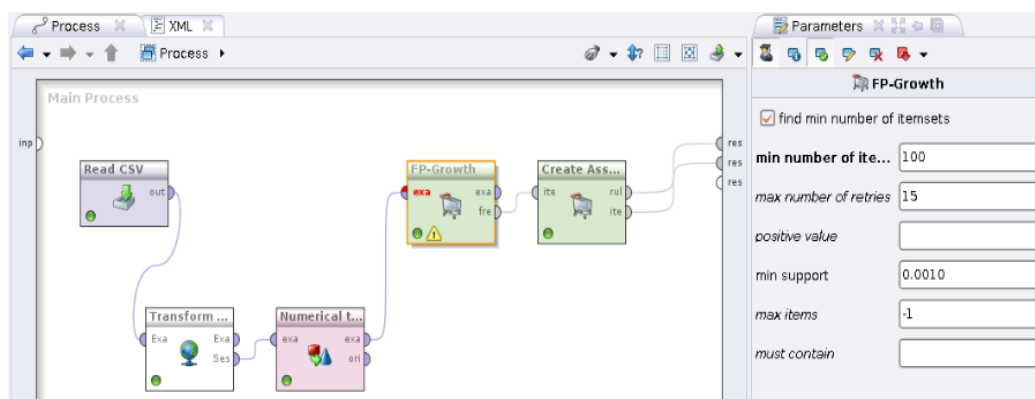 Process
XML
Process
Main Process
inp
Read CSV
out
Transform ...
Exa
Exa
Ses
Numerical t...
exa
exa
ori
FP-Growth
exa
exa
fre
Create Ass...
ite
rul
ite
res
res
res
Parameters
FP-Growth
find min number of itemsets
min number of ite... 100
max number of retries 15
positive value
min support 0.0010
max items -1
must contain